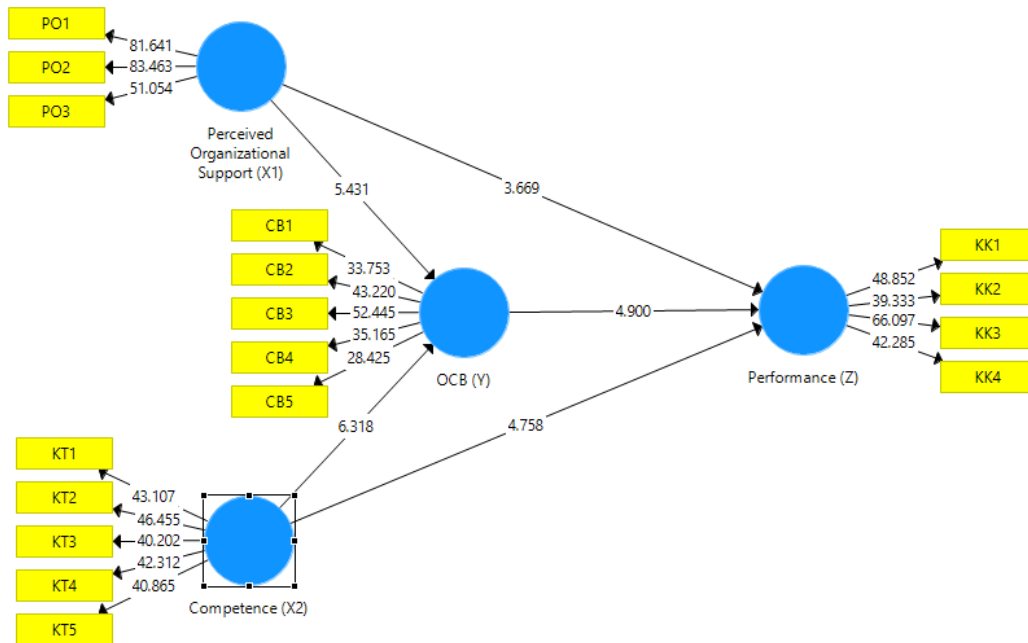 PO1
81.641
PO2
83.463
PO3
51.054
Perceived
Organizational
Support (X1)
5.431
3.669
CB1
33.753
CB2
43.220
CB3
52.445
CB4
35.165
CB5
28.425
OCB (Y)
4.900
KK1
48.852
KK2
39.333
KK3
66.097
KK4
42.285
Performance (Z)
6.318
4.758
KT1
43.107
KT2
46.455
KT3
40.202
KT4
42.312
KT5
40.865
Competence (X2)